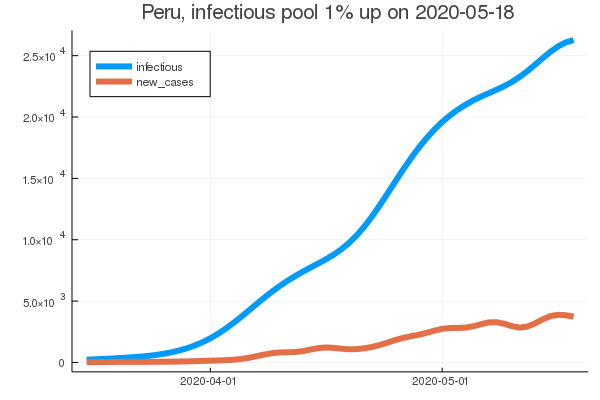 Peru, infectious pool 1% up on 2020-05-18
2.5×10⁴
infectious
new_cases
2.0×10⁴
1.5×10⁴
1.0×10⁴
5.0×10³
0
2020-04-01 2020-05-01